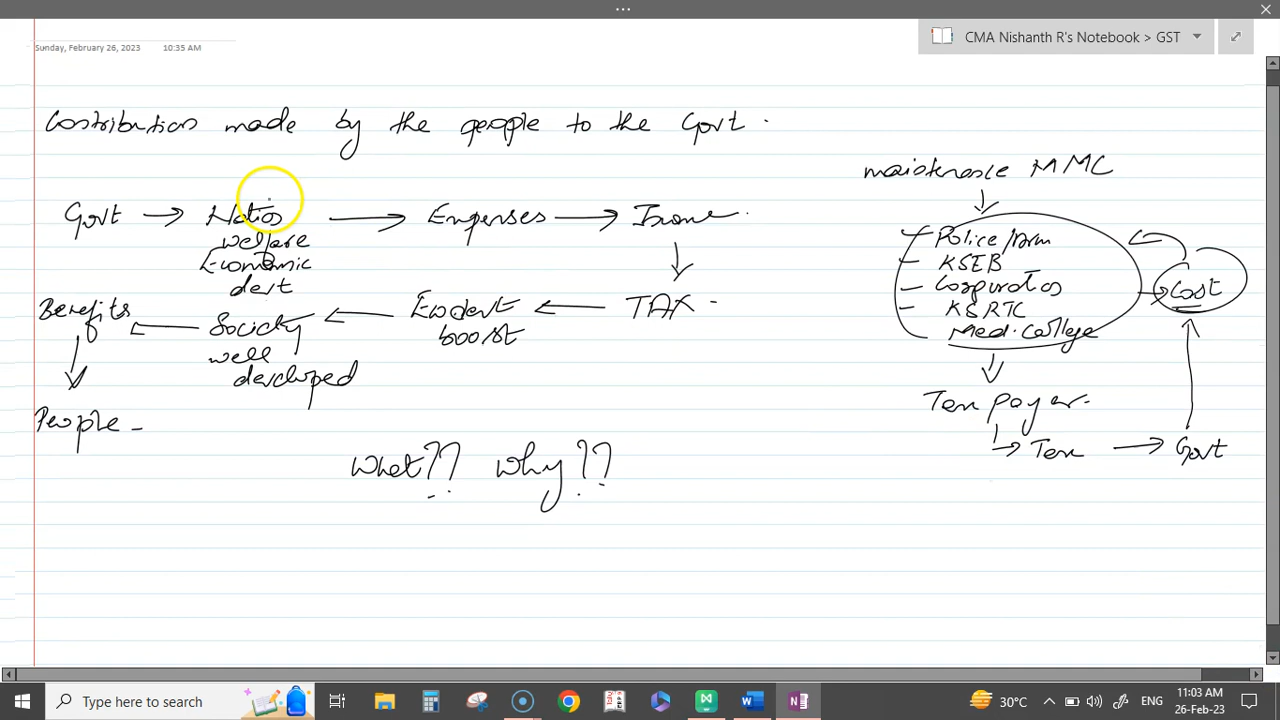 Sunday, February 26, 2023 10:35 AM
CMA Nishanth R's Notebook > GST
Contribution made by the people to the Govt.
Govt → Nation → Expenses → Income
welfare
Economic
devt
TAX
Ecodevt
boost
Society
well
developed
Benefits
People
What?? Why??
maintenance MMC
- Police/Arm
- KSEB
- Corporation
- KSRTC
- Med. College
Cost
Tax payer
→ Tax → Govt
Type here to search
30°C
ENG
11:03 AM
26-Feb-23